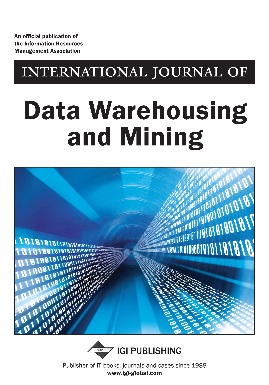 An official publication of
the Information Resources
Management Association
INTERNATIONAL JOURNAL OF
Data Warehousing
and Mining
IGI PUBLISHING
Publisher of IT books, journals and cases since 1988
www.igi-global.com